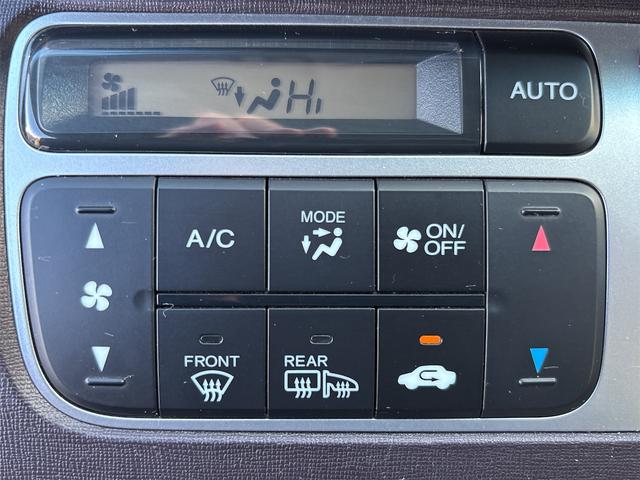 Hi
AUTO
A/C
MODE
ON/
OFF
FRONT
REAR